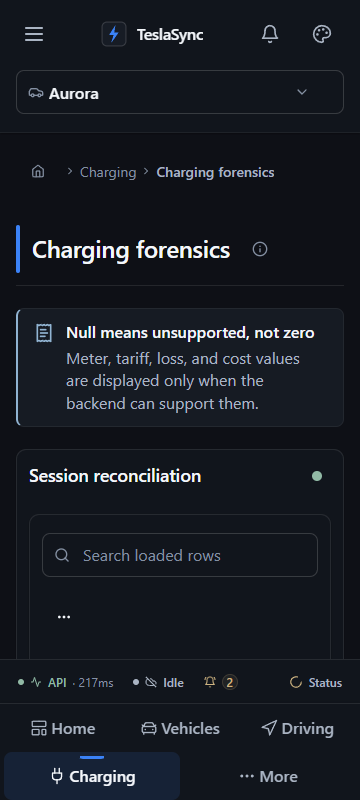 TeslaSync
Aurora
Charging
Charging forensics
Charging forensics
Null means unsupported, not zero
Meter, tariff, loss, and cost values
are displayed only when the
backend can support them.
Session reconciliation
Search loaded rows
API · 217ms
Idle
2
Status
Home
Vehicles
Driving
Charging
More